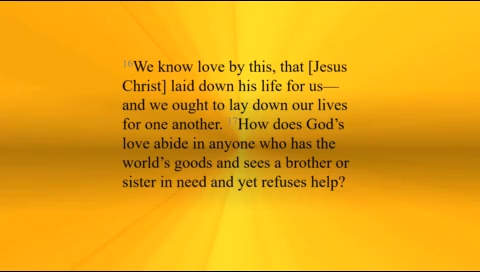 16We know love by this, that [Jesus
Christ] laid down his life for us—
and we ought to lay down our lives
for one another. 17How does God’s
love abide in anyone who has the
world’s goods and sees a brother or
sister in need and yet refuses help?